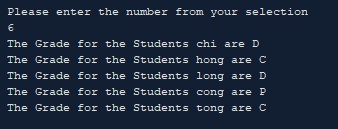 Please enter the number from your selection
6
The Grade for the Students chi are D
The Grade for the Students hong are C
The Grade for the Students long are D
The Grade for the Students cong are P
The Grade for the Students tong are C